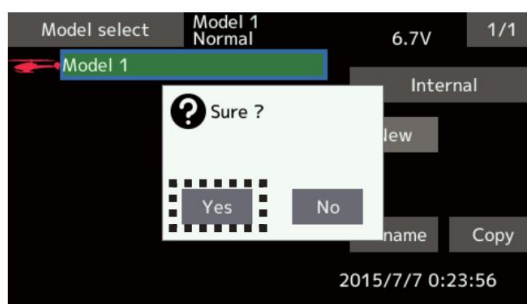 Model select
Model 1
Normal
6.7V
1/1
Model 1
Internal
Sure ?
Yes
No
Copy
2015/7/7 0:23:56